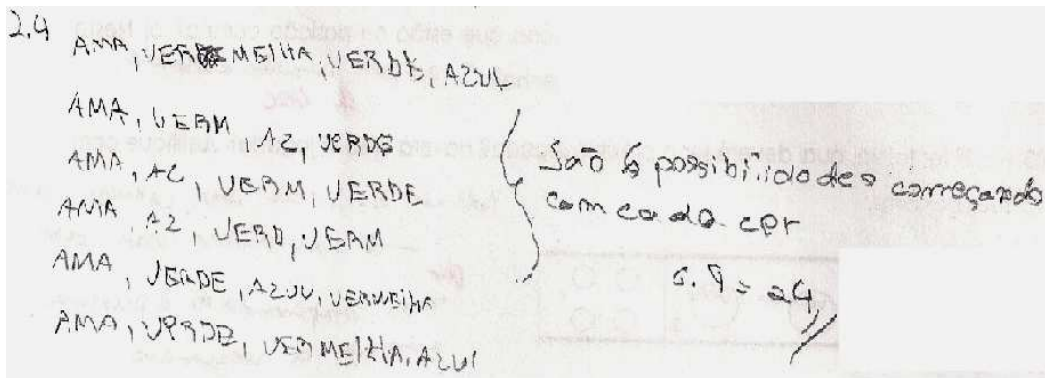 2.4
AMA, VERMELHA, VERDE, AZUL
AMA, VERM, AZ, VERDE
AMA, AZ, VERM, VERDE
AMA, AZ, VERD, VERM
AMA, VERDE, AZUL, VERMELHA
AMA, VERDE, VERMELHA, AZUL
São 6 possibilidades começando
com cada cor
6.4 = 24